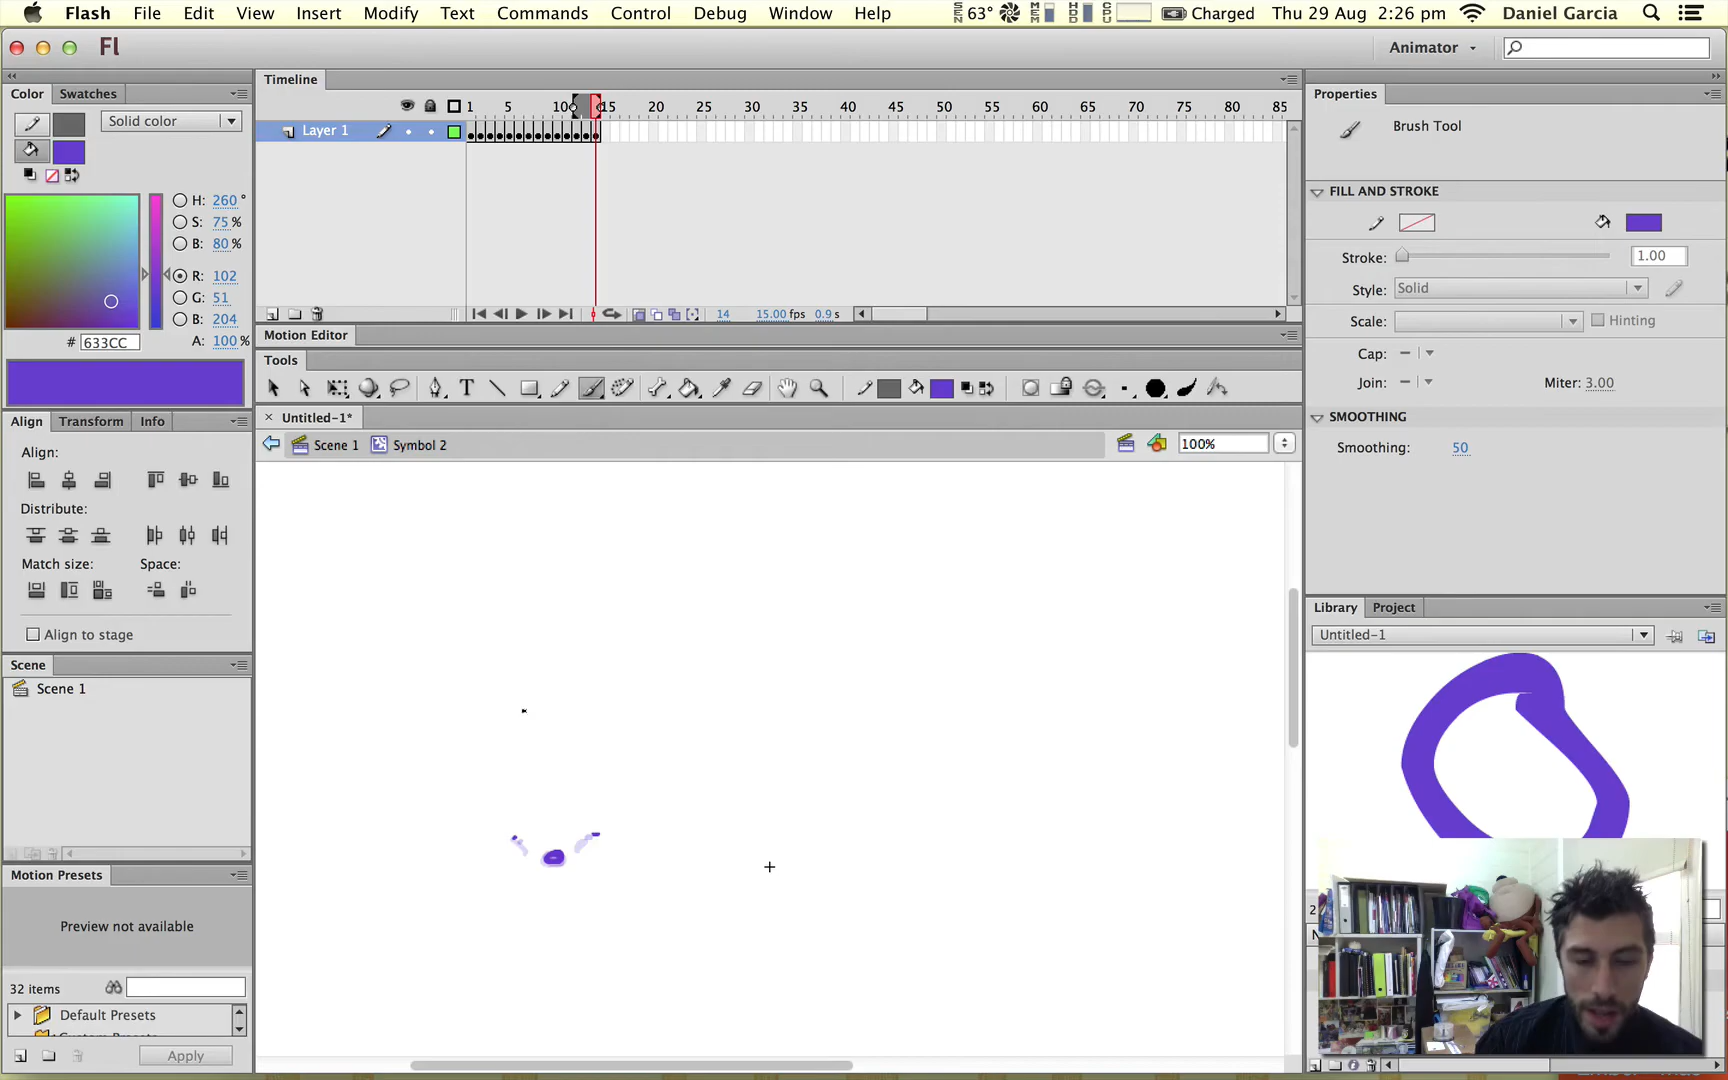 Flash File Edit View Insert Modify Text Commands Control Debug Window Help 63° Charged Thu 29 Aug 2:26 pm Daniel Garcia
Fl
Animator
Color Swatches
Timeline
Properties
Solid color
1 5 10 15 20 25 30 35 40 45 50 55 60 65 70 75 80 85
Layer 1
Brush Tool
H: 260 °
S: 75 %
B: 80 %
R: 102
G: 51
B: 204
# 633CC
A: 100 %
FILL AND STROKE
Stroke: 1.00
Style: Solid
Scale: Hinting
Cap:
Join: Miter: 3.00
SMOOTHING
Smoothing: 50
14 15.00 fps 0.9 s
Motion Editor
Tools
Untitled-1*
Scene 1 Symbol 2
100%
Align Transform Info
Align:
Distribute:
Match size: Space:
Align to stage
Scene
Scene 1
Library Project
Untitled-1
Motion Presets
Preview not available
32 items
Default Presets
Apply